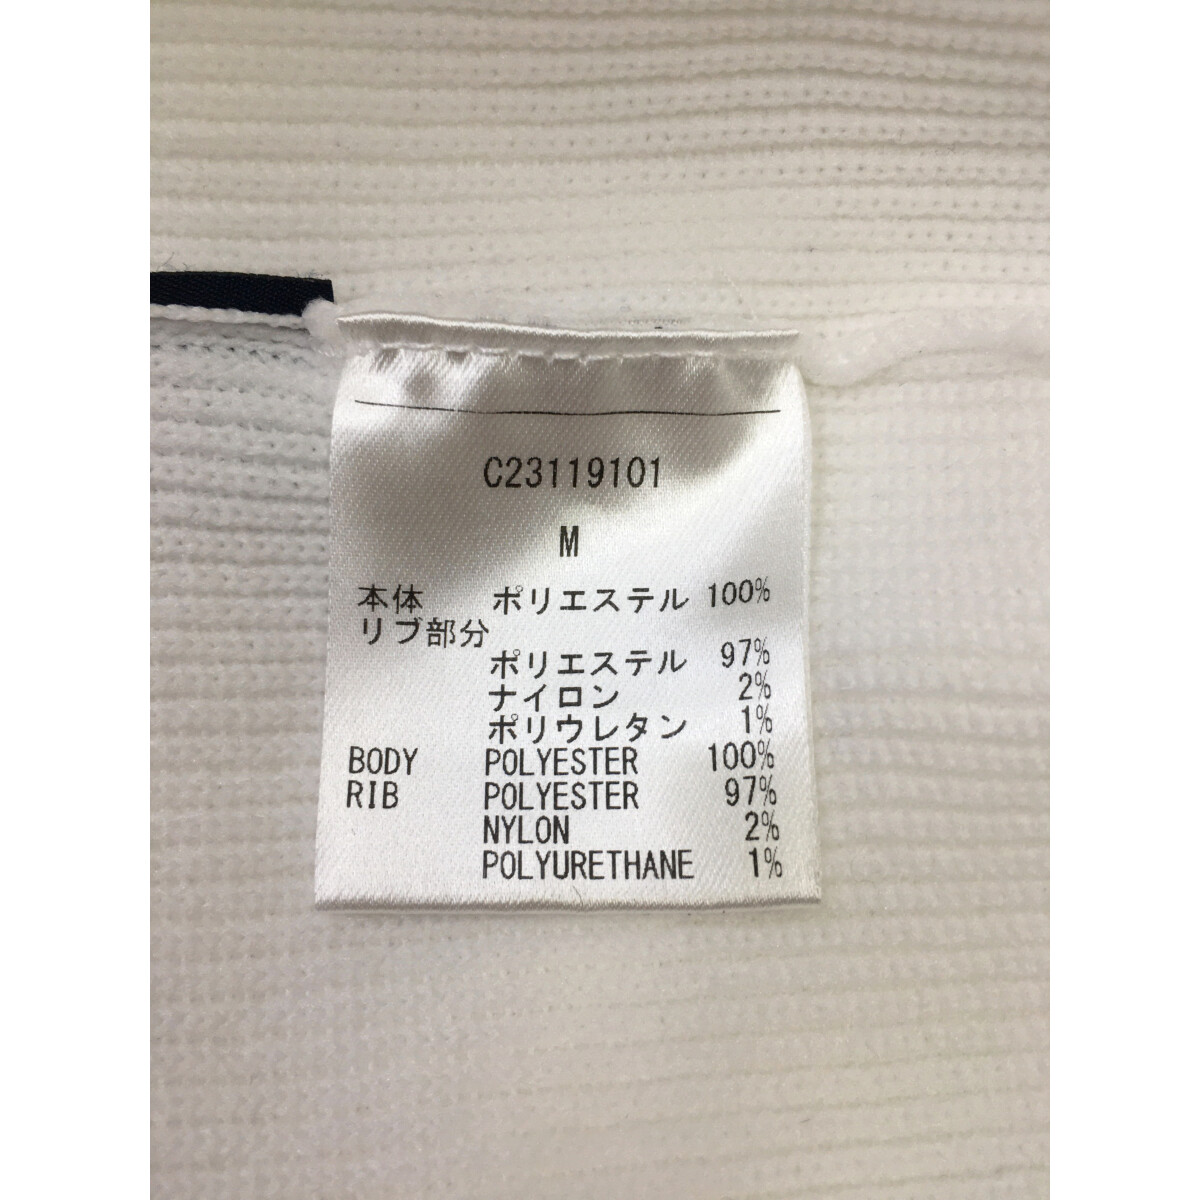 C23119101
M
本体 ポリエステル 100%
リブ部分
ポリエステル 97%
ナイロン 2%
ポリウレタン 1%
BODY POLYESTER 100%
RIB POLYESTER 97%
NYLON 2%
POLYURETHANE 1%